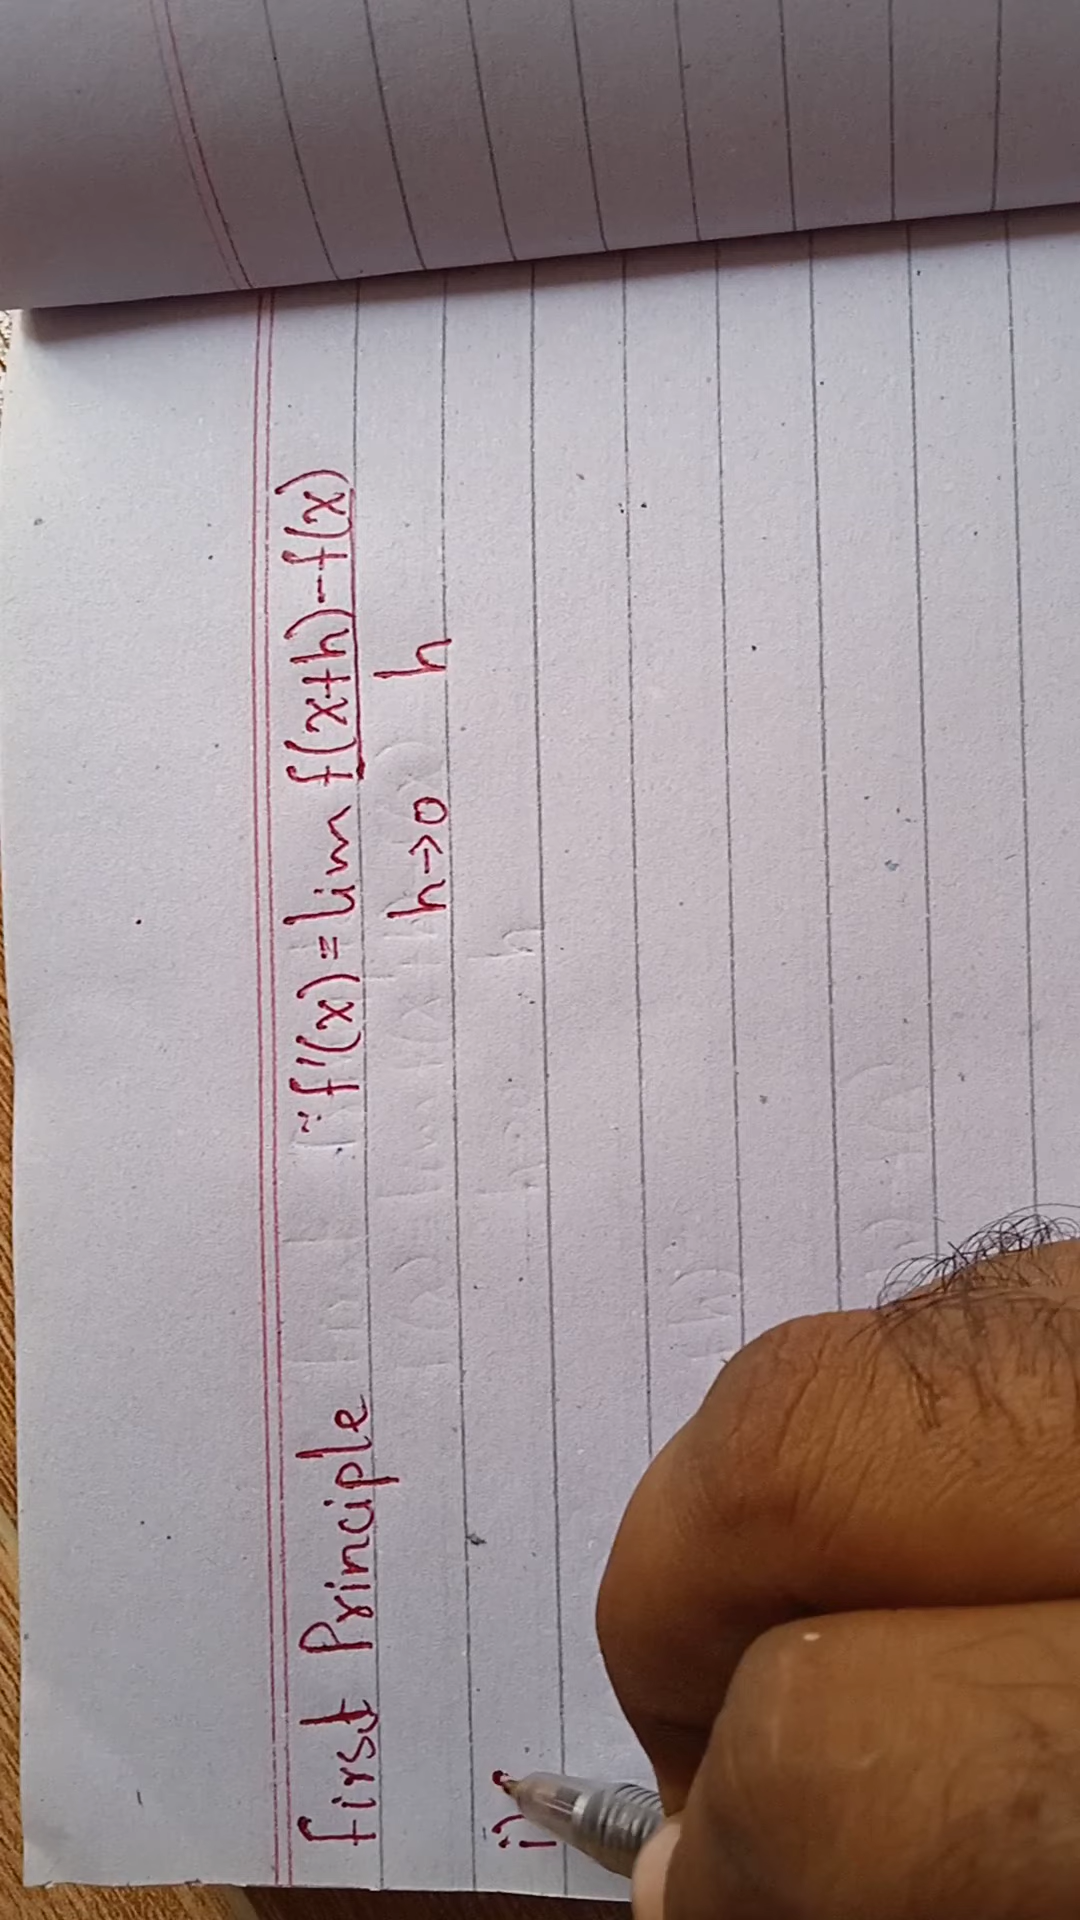 First Principle ∵ f'(x) = lim f(x+h)-f(x)
h→0 h
i)